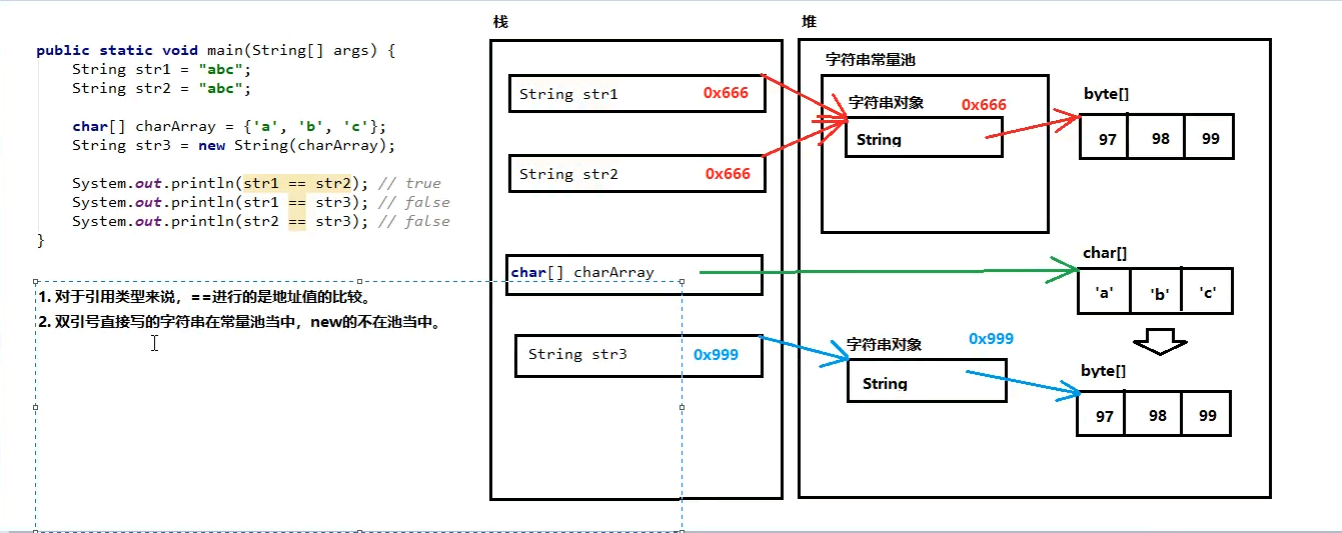 public static void main(String[] args) {
String str1 = "abc";
String str2 = "abc";
char[] charArray = {'a', 'b', 'c'};
String str3 = new String(charArray);
System.out.println(str1 == str2); // true
System.out.println(str1 == str3); // false
System.out.println(str2 == str3); // false
}
1. 对于引用类型来说，==进行的是地址值的比较。
2. 双引号直接写的字符串在常量池当中，new的不在池当中。
栈
String str1 0x666
String str2 0x666
char[] charArray
String str3 0x999
堆
字符串常量池
字符串对象 0x666
String
byte[]
97 98 99
char[]
'a' 'b' 'c'
字符串对象 0x999
String
byte[]
97 98 99